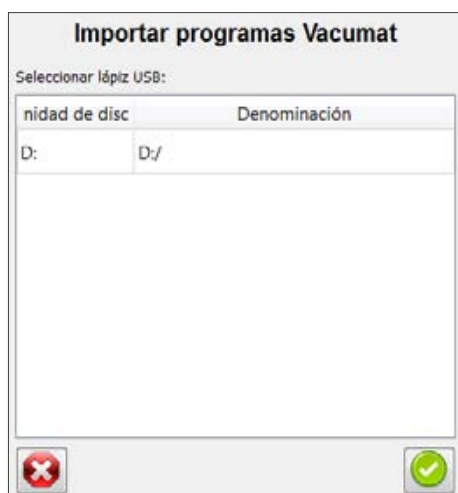 Importar programas Vacumat
Seleccionar lápiz USB:
nidad de disc Denominación
D: D:/